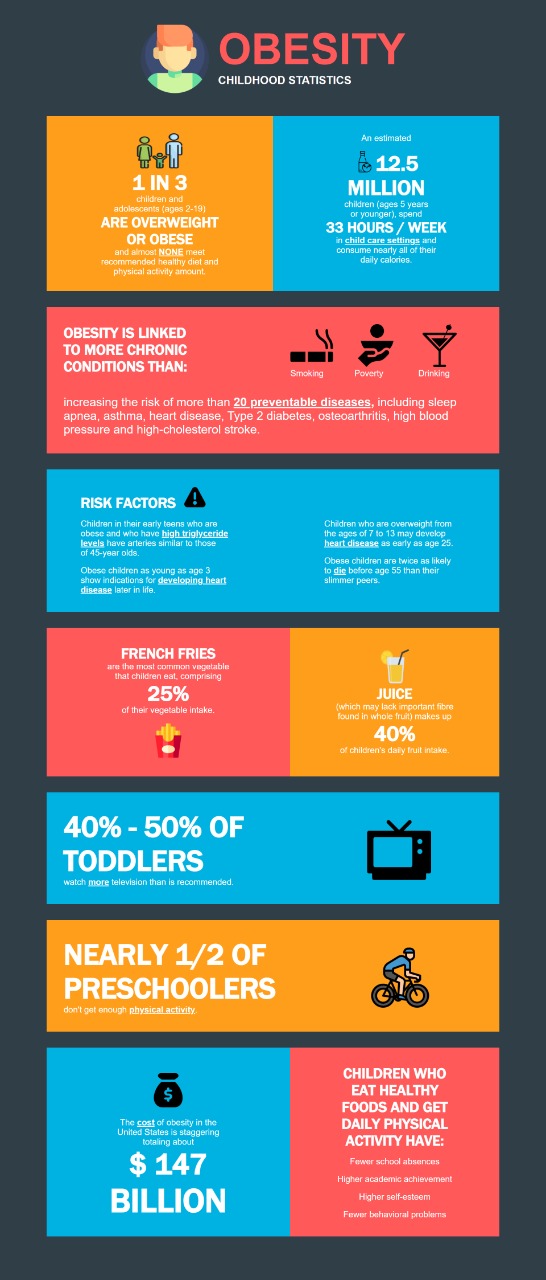 OBESITY
CHILDHOOD STATISTICS
1 IN 3
children and
adolescents (ages 2-19)
ARE OVERWEIGHT
OR OBESE
and almost NONE meet
recommended healthy diet and
physical activity amount.
An estimated
12.5
MILLION
children (ages 5 years
or younger), spend
33 HOURS / WEEK
in child care settings and
consume nearly all of their
daily calories.
OBESITY IS LINKED
TO MORE CHRONIC
CONDITIONS THAN:
Smoking
Poverty
Drinking
increasing the risk of more than 20 preventable diseases, including sleep
apnea, asthma, heart disease, Type 2 diabetes, osteoarthritis, high blood
pressure and high-cholesterol stroke.
RISK FACTORS
Children in their early teens who are
obese and who have high triglyceride
levels have arteries similar to those
of 45-year olds.
Obese children as young as age 3
show indications for developing heart
disease later in life.
Children who are overweight from
the ages of 7 to 13 may develop
heart disease as early as age 25.
Obese children are twice as likely
to die before age 55 than their
slimmer peers.
FRENCH FRIES
are the most common vegetable
that children eat, comprising
25%
of their vegetable intake.
JUICE
(which may lack important fibre
found in whole fruit) makes up
40%
of children's daily fruit intake.
40% - 50% OF
TODDLERS
watch more television than is recommended.
NEARLY 1/2 OF
PRESCHOOLERS
don't get enough physical activity.
$
The cost of obesity in the
United States is staggering
totaling about
$ 147
BILLION
CHILDREN WHO
EAT HEALTHY
FOODS AND GET
DAILY PHYSICAL
ACTIVITY HAVE:
Fewer school absences
Higher academic achievement
Higher self-esteem
Fewer behavioral problems